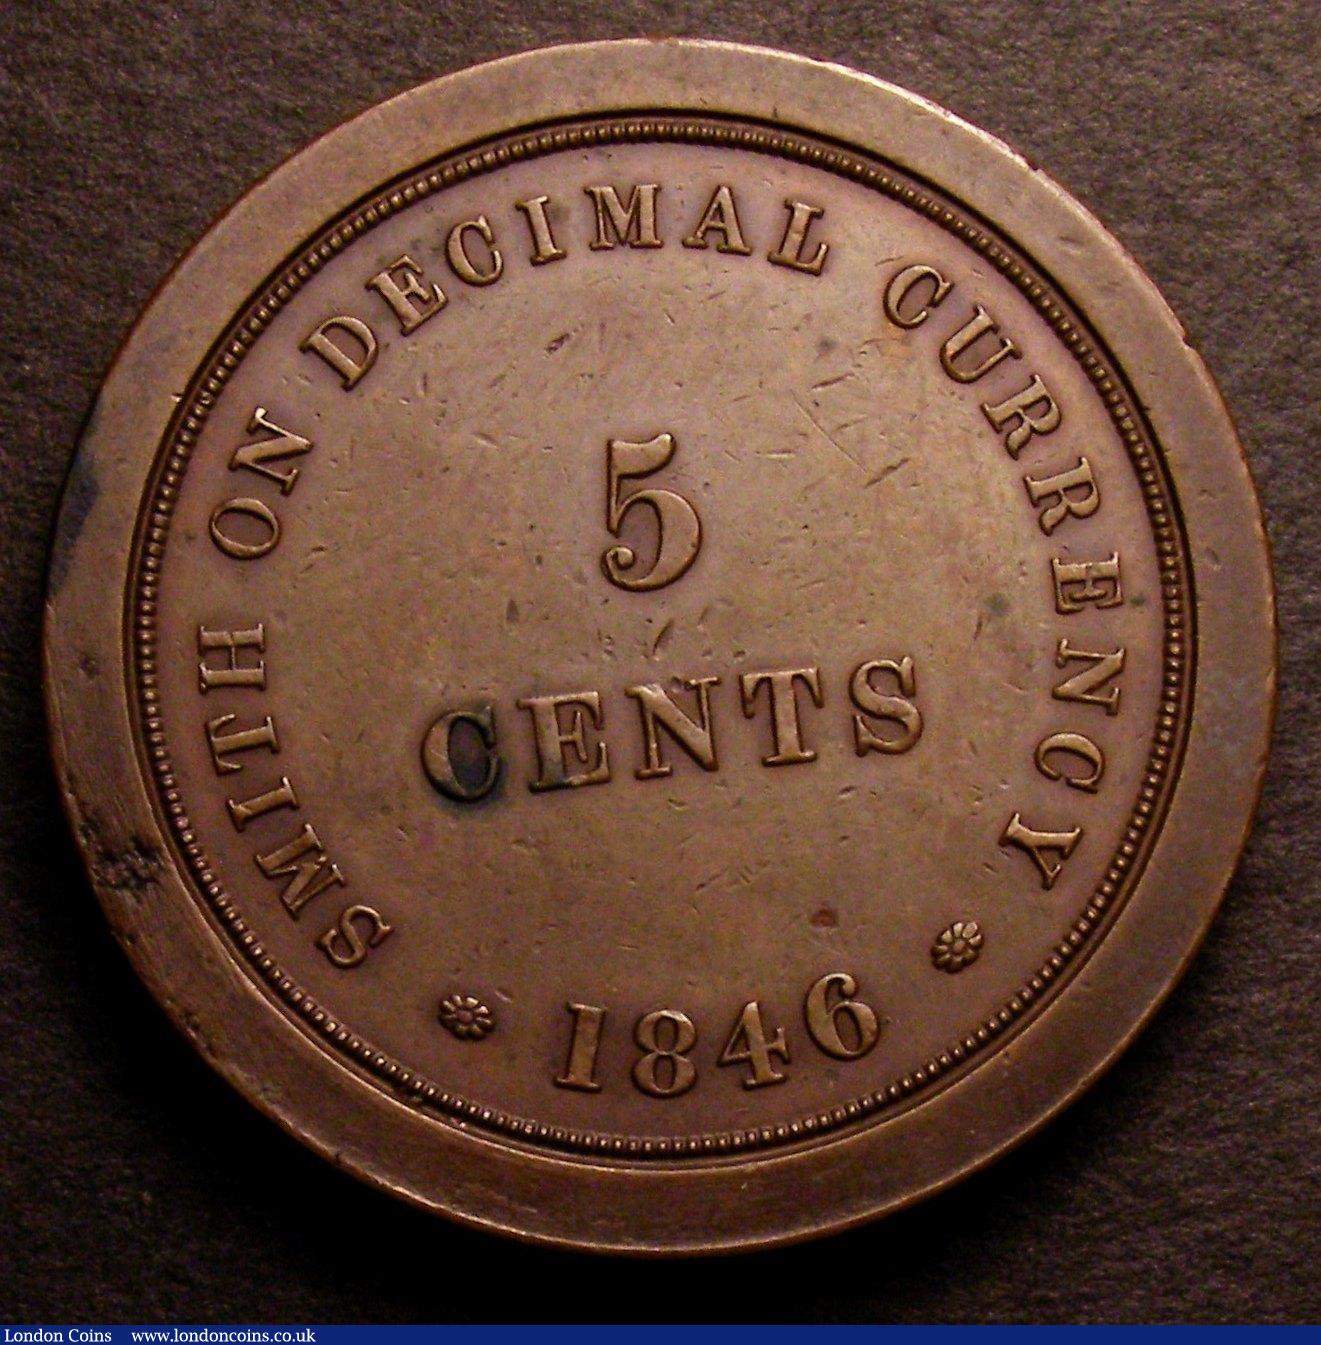 SMITH ON DECIMAL CURRENCY
5
CENTS
1846
London Coins www.londoncoins.co.uk